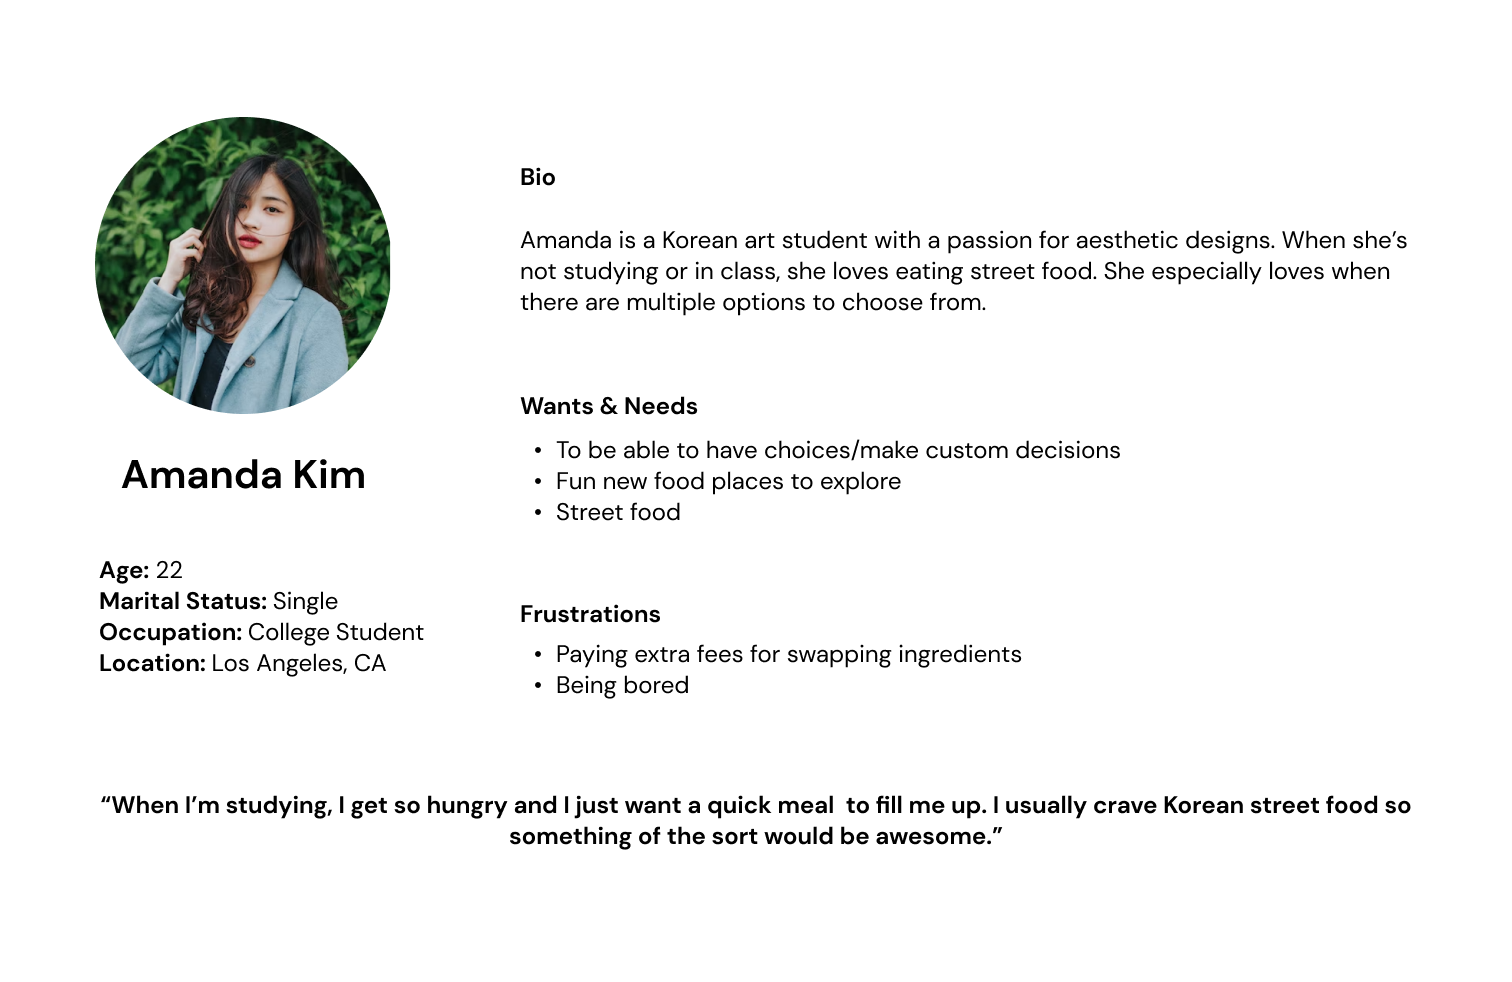 Bio
Amanda is a Korean art student with a passion for aesthetic designs. When she’s
not studying or in class, she loves eating street food. She especially loves when
there are multiple options to choose from.
Wants & Needs
• To be able to have choices/make custom decisions
• Fun new food places to explore
• Street food
Amanda Kim
Age: 22
Marital Status: Single
Occupation: College Student
Location: Los Angeles, CA
Frustrations
• Paying extra fees for swapping ingredients
• Being bored
“When I’m studying, I get so hungry and I just want a quick meal  to fill me up. I usually crave Korean street food so
something of the sort would be awesome.”